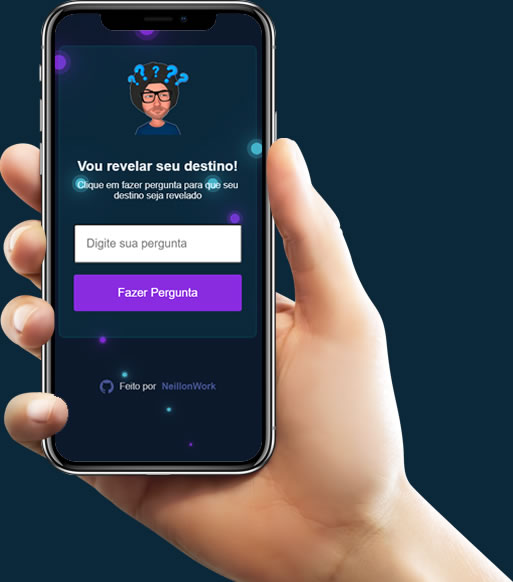 Vou revelar seu destino!
Clique em fazer pergunta para que seu
destino seja revelado
Digite sua pergunta
Fazer Pergunta
Feito por NeillonWork